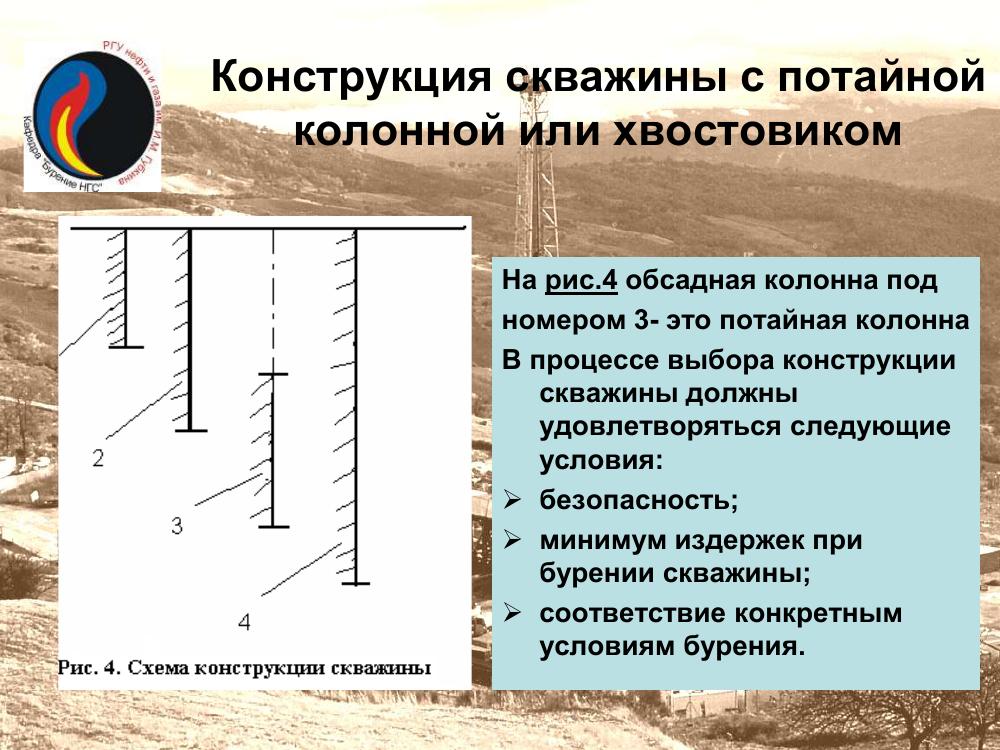 РГУ нефти и газа им. И.М. Губкина
Кафедра "Бурение НГС"
Конструкция скважины с потайной
колонной или хвостовиком
2
3
4
Рис. 4. Схема конструкции скважины
На рис.4 обсадная колонна под
номером 3- это потайная колонна
В процессе выбора конструкции
скважины должны
удовлетворяться следующие
условия:
➢ безопасность;
➢ минимум издержек при
бурении скважины;
➢ соответствие конкретным
условиям бурения.